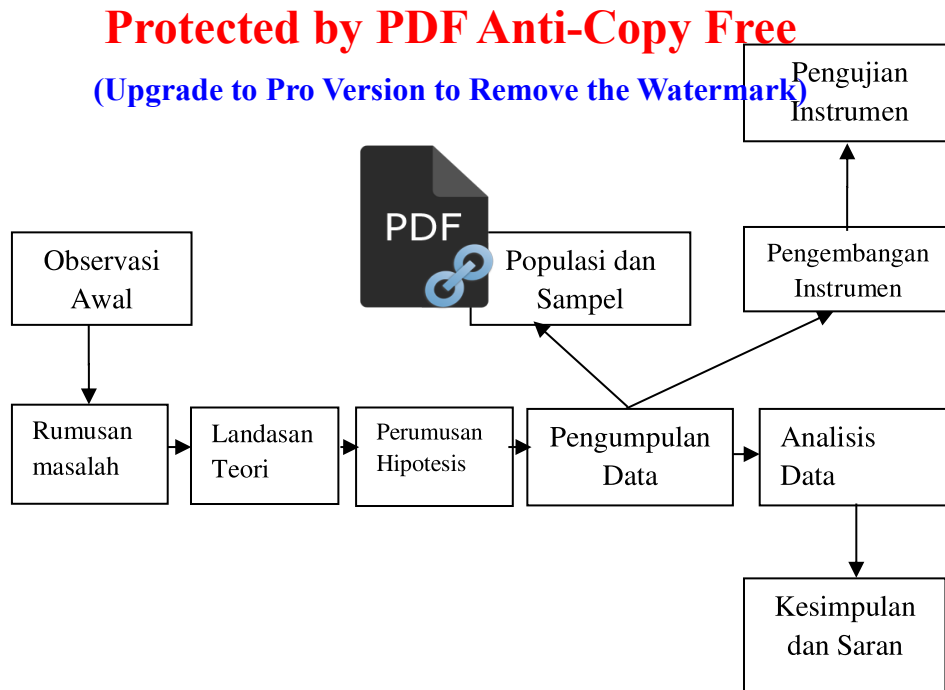 Protected by PDF Anti-Copy Free
(Upgrade to Pro Version to Remove the Watermark)
Pengujian
Instrumen
PDF
Observasi
Awal
Populasi dan
Sampel
Pengembangan
Instrumen
Rumusan
masalah
Landasan
Teori
Perumusan
Hipotesis
Pengumpulan
Data
Analisis
Data
Kesimpulan
dan Saran